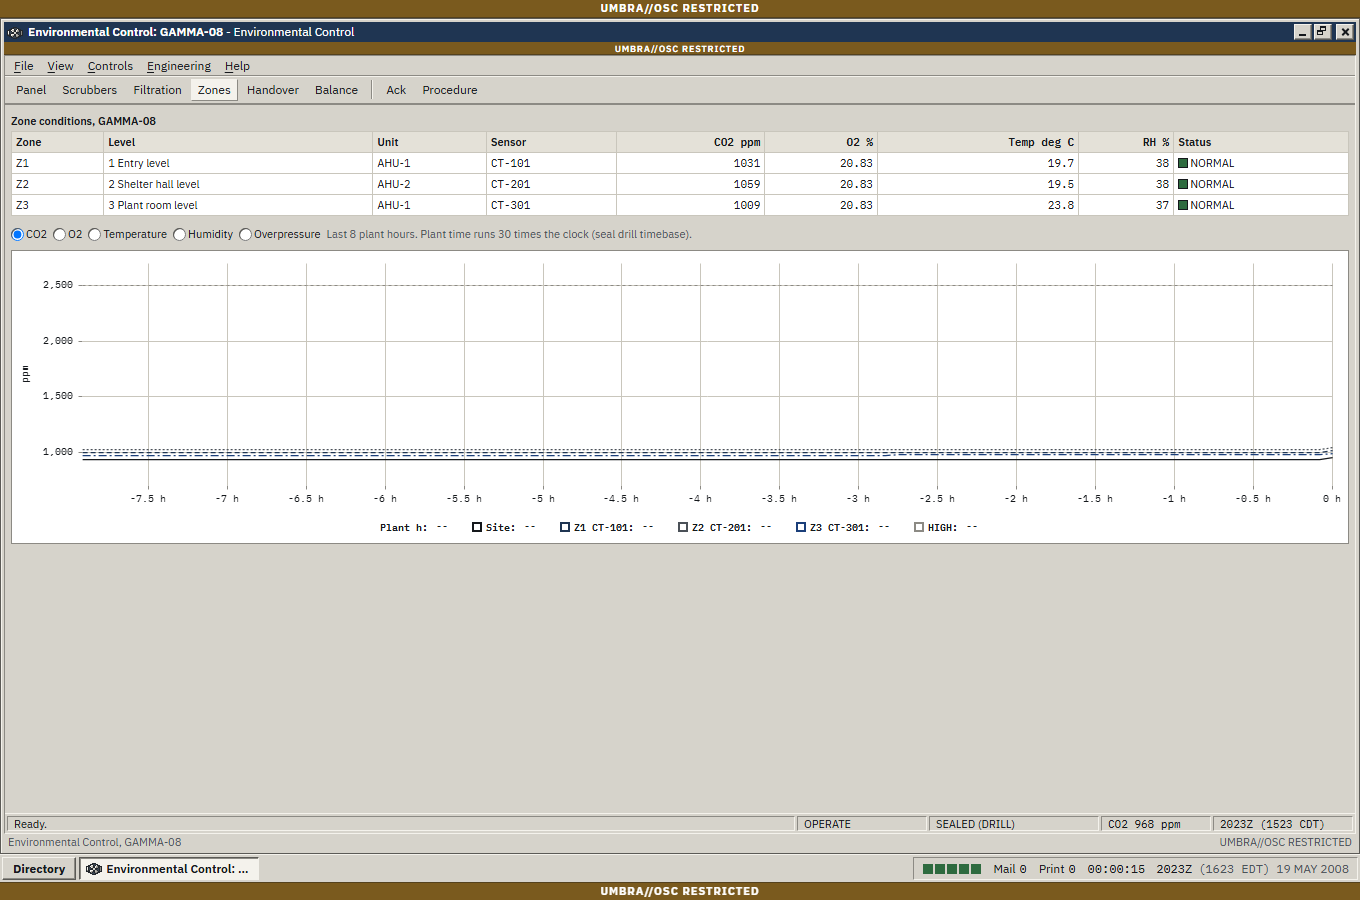 UMBRA//OSC RESTRICTED
Environmental Control: GAMMA-08 - Environmental Control
UMBRA//OSC RESTRICTED
File View Controls Engineering Help
Panel Scrubbers Filtration Zones Handover Balance Ack Procedure
Zone conditions, GAMMA-08
Zone Level Unit Sensor CO2 ppm O2 % Temp deg C RH % Status
Z1 1 Entry level AHU-1 CT-101 1031 20.83 19.7 38 NORMAL
Z2 2 Shelter hall level AHU-2 CT-201 1059 20.83 19.5 38 NORMAL
Z3 3 Plant room level AHU-1 CT-301 1009 20.83 23.8 37 NORMAL
CO2 O2 Temperature Humidity Overpressure Last 8 plant hours. Plant time runs 30 times the clock (seal drill timebase).
2,500
2,000
ppm
1,500
1,000
-7.5 h -7 h -6.5 h -6 h -5.5 h -5 h -4.5 h -4 h -3.5 h -3 h -2.5 h -2 h -1.5 h -1 h -0.5 h 0 h
Plant h: -- Site: -- Z1 CT-101: -- Z2 CT-201: -- Z3 CT-301: -- HIGH: --
Ready. OPERATE SEALED (DRILL) CO2 968 ppm 2023Z (1523 CDT)
Environmental Control, GAMMA-08 UMBRA//OSC RESTRICTED
Directory Environmental Control: ... Mail 0 Print 0 00:00:15 2023Z (1623 EDT) 19 MAY 2008
UMBRA//OSC RESTRICTED